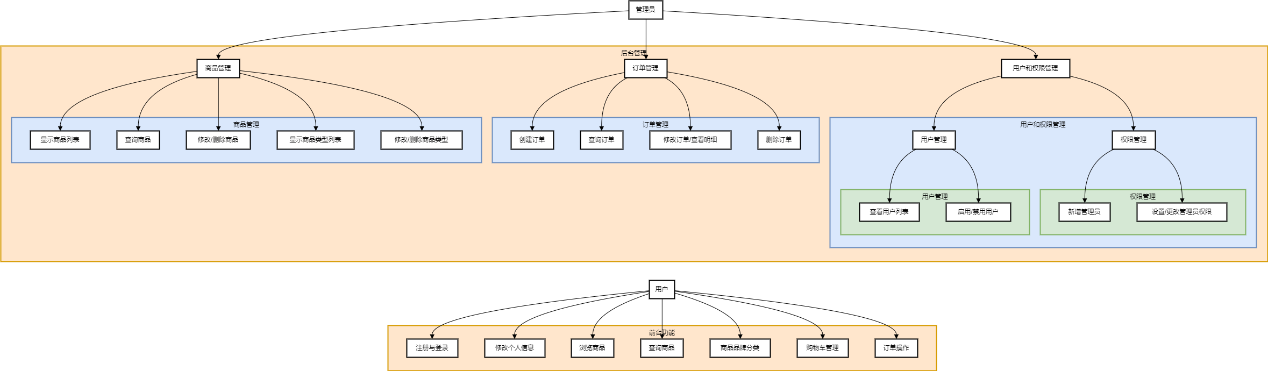 管理员
后台管理
商品管理
订单管理
用户和权限管理
商品管理
订单管理
用户和权限管理
显示商品列表
查询商品
修改/删除商品
显示商品类型列表
修改/删除商品类型
创建订单
查询订单
修改订单/查看明细
删除订单
用户管理
权限管理
用户管理
权限管理
查看用户列表
启用/禁用用户
新增管理员
设置/更改管理员权限
用户
前台功能
注册与登录
修改个人信息
浏览商品
查询商品
商品品牌分类
购物车管理
订单操作